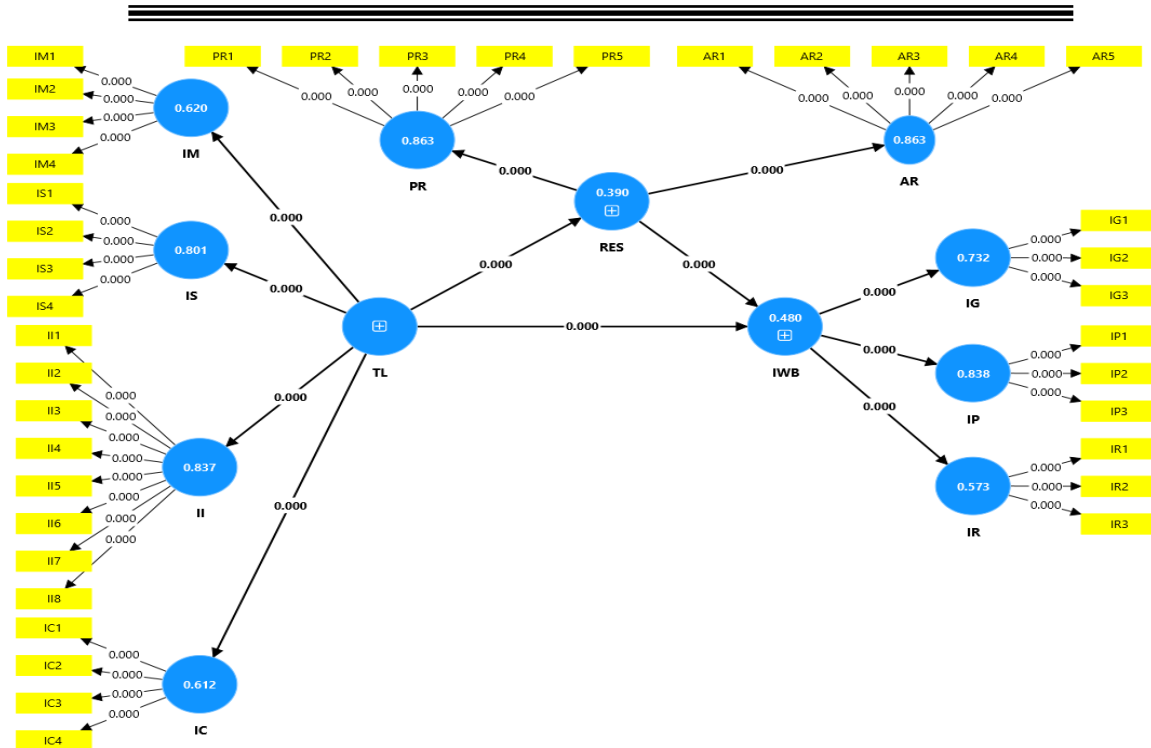 IM1
IM2
IM3
IM4
0.000
0.000
0.000
0.000
0.620
IM
PR1 PR2 PR3 PR4 PR5
0.000 0.000 0.000 0.000 0.000
0.863
PR
AR1 AR2 AR3 AR4 AR5
0.000 0.000 0.000 0.000 0.000
0.863
AR
IS1
IS2
IS3
IS4
0.000
0.000
0.000
0.000
0.801
IS
0.000
0.000
0.000
0.000
0.390
RES
0.000
0.000
0.000
TL
0.000
0.480
IWB
0.000
0.000
0.000
IG1
IG2
IG3
0.000
0.000
0.000
0.732
IG
IP1
IP2
IP3
0.000
0.000
0.000
0.838
IP
IR1
IR2
IR3
0.000
0.000
0.000
0.573
IR
II1
II2
II3
II4
II5
II6
II7
II8
0.000
0.000
0.000
0.000
0.000
0.000
0.000
0.000
0.837
II
0.000
IC1
IC2
IC3
IC4
0.000
0.000
0.000
0.000
0.612
IC